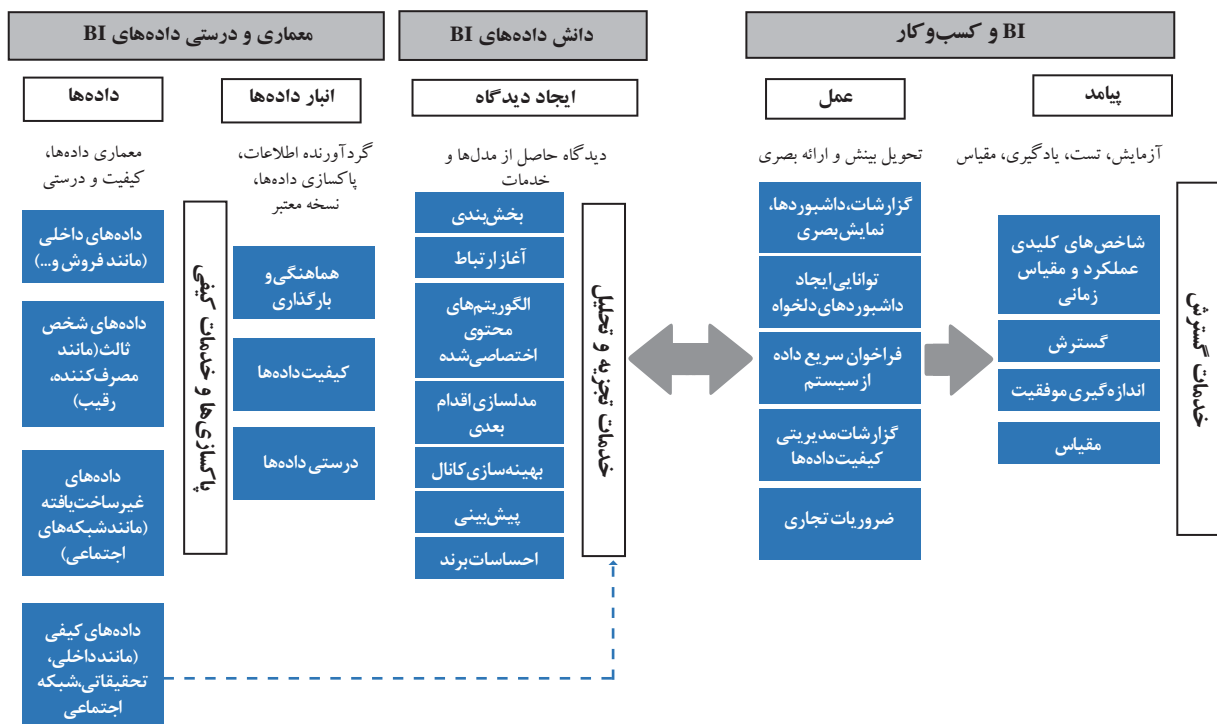 معماری و درستی داده‌های BI
دانش داده‌های BI
BI و کسب‌وکار
داده‌ها
انبار داده‌ها
ایجاد دیدگاه
عمل
پیامد
معماری داده‌ها،
کیفیت و درستی
گردآورنده اطلاعات،
پاکسازی داده‌ها،
نسخه معتبر
دیدگاه حاصل از مدل‌ها و
خدمات
تحویل بینش و ارائه بصری
آزمایش، تست، یادگیری، مقیاس
داده‌های داخلی
(مانند فروش و...)
داده‌های شخص
ثالث(مانند
مصرف‌کننده،
رقیب)
داده‌های
غیرساخت‌یافته
(مانند شبکه‌های
اجتماعی)
داده‌های کیفی
(مانند داخلی،
تحقیقاتی،شبکه
اجتماعی
پاکسازی‌ها و خدمات کیفی
هماهنگی و
بارگذاری
کیفیت داده‌ها
درستی داده‌ها
بخش‌بندی
آغاز ارتباط
الگوریتم‌های
محتوی
اختصاصی‌شده
مدلسازی اقدام
بعدی
بهینه‌سازی کانال
پیش‌بینی
احساسات برند
خدمات تجزیه و تحلیل
گزارشات،داشبوردها،
نمایش بصری
توانایی ایجاد
داشبوردهای دلخواه
فراخوان سریع داده
از سیستم
گزارشات مدیریتی
کیفیت داده‌ها
ضروریات تجاری
شاخص‌های کلیدی
عملکرد و مقیاس
زمانی
گسترش
اندازه‌گیری موفقیت
مقیاس
خدمات گسترش